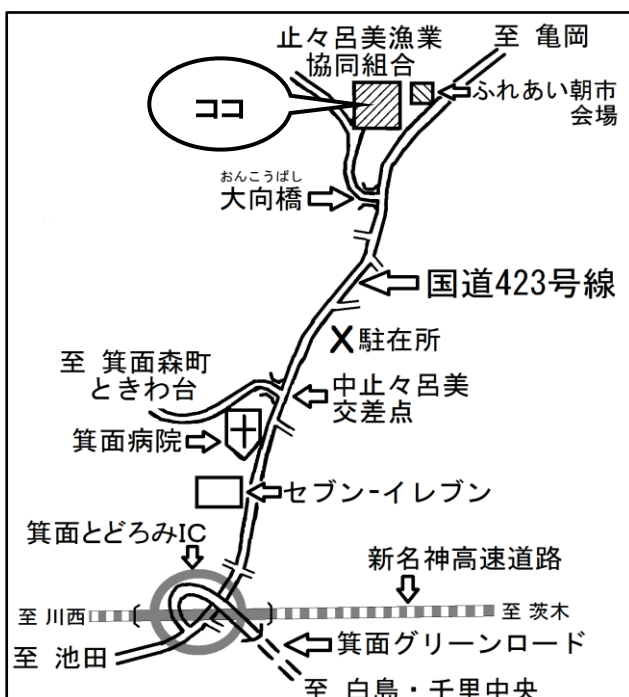 止々呂美漁業
協同組合
至 亀岡
ココ
ふれあい朝市
会場
おんこうばし
大向橋
国道423号線
駐在所
至 箕面森町
ときわ台
中止々呂美
交差点
箕面病院
セブン-イレブン
箕面とどろみIC
新名神高速道路
至 川西
至 茨木
箕面グリーンロード
至 池田
至 白島・千里中央